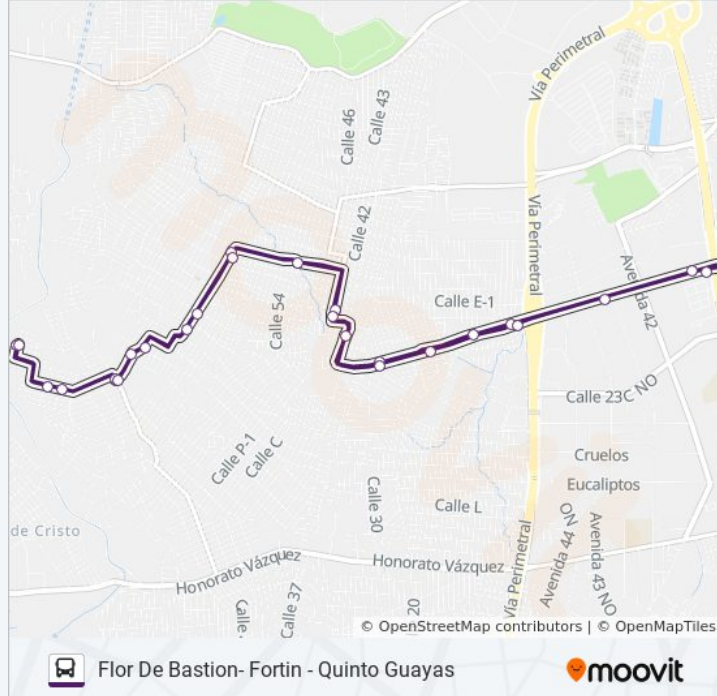 Vía Perimetral
Calle 46
Calle 43
Calle 42
Vía Perimetral
Avenida 42
Calle 54
Calle E-1
Calle 23C NO
Calle P-1
Calle C
Cruelos
Eucaliptos
Calle 30
Calle L
de Cristo
Honorato Vázquez
Honorato Vázquez
Vía Perimetral
Avenida 44 NO
Avenida 43 NO
Calle 37
20
© OpenStreetMap contributors | © OpenMapTiles
Flor De Bastion- Fortin - Quinto Guayas
moovit